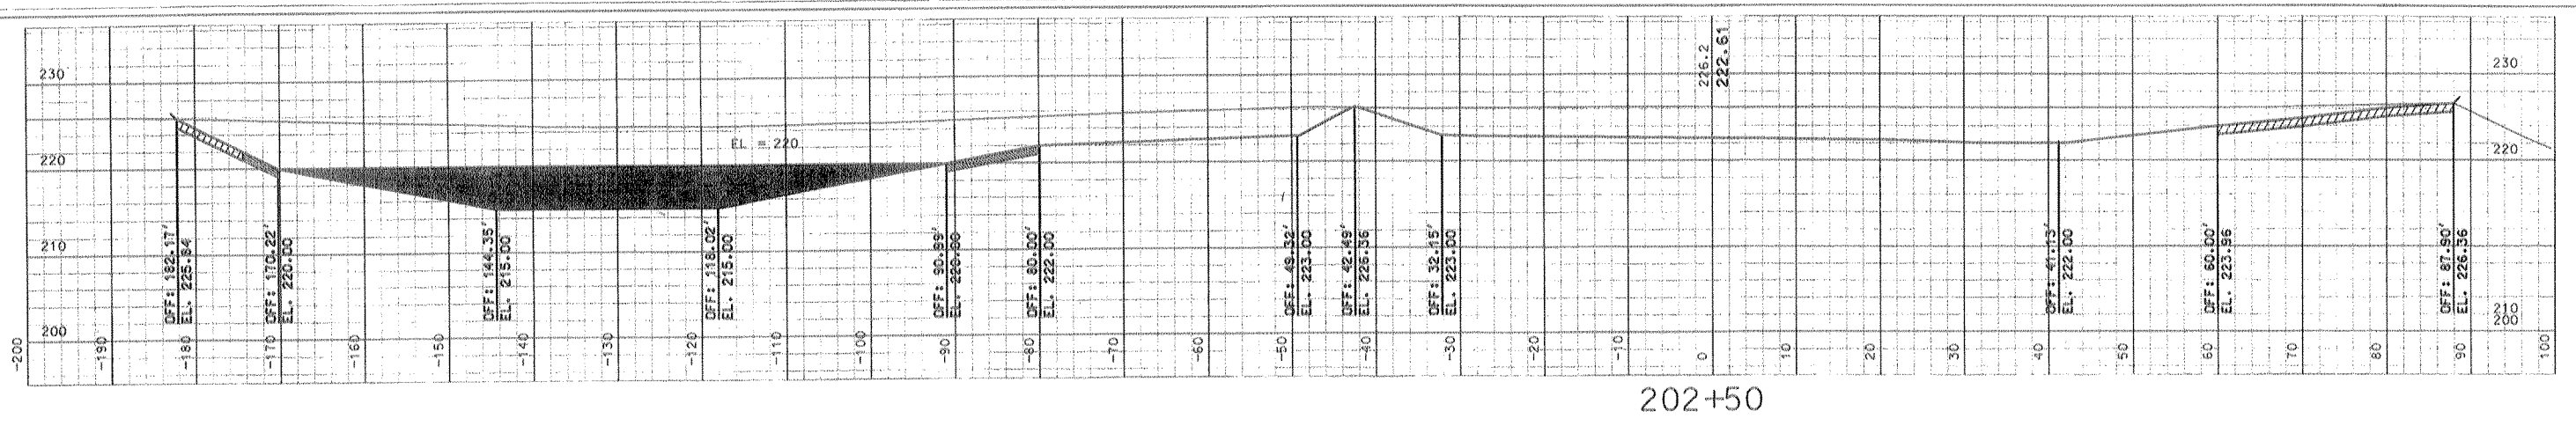 226.2
222.61
230
230
EL = 220
220
220
210
OFF: 182.17'
EL. 225.84
OFF: 170.22'
EL. 220.00
OFF: 144.35'
EL. 215.00
OFF: 118.02'
EL. 215.00
OFF: 90.89'
EL. 220.00
OFF: 80.00'
EL. 222.00
OFF: 49.32'
EL. 223.00
OFF: 42.49'
EL. 226.36
OFF: 32.15'
EL. 223.00
OFF: 41.13'
EL. 222.00
OFF: 60.00'
EL. 223.96
OFF: 87.90'
EL. 226.36
210
200
200
-200
-190
-180
-170
-160
-150
-140
-130
-120
-110
-100
-90
-80
-70
-60
-50
-40
-30
-20
-10
0
10
20
30
40
50
60
70
80
90
100
202+50